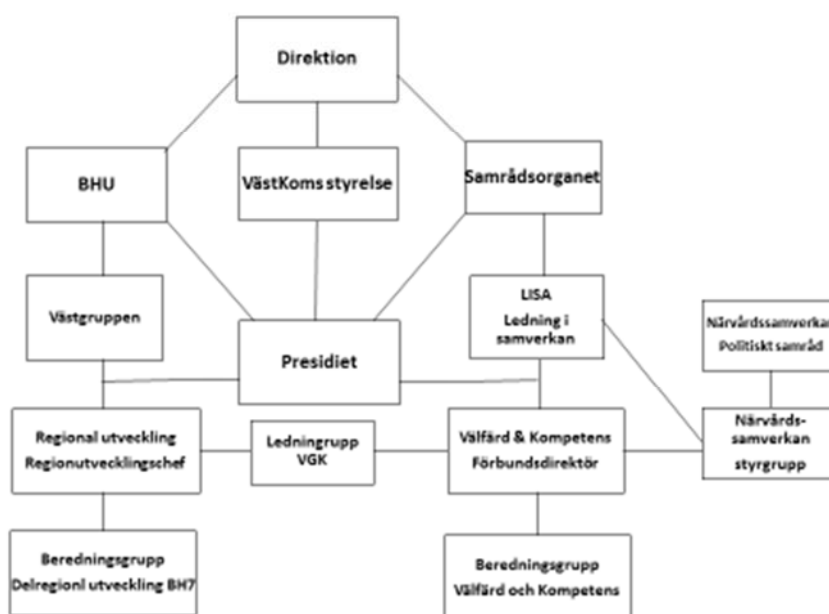 Direktion
BHU
VästKoms styrelse
Samrådsorganet
Västgruppen
LISA
Ledning i
samverkan
Närvårdssamverkan
Politiskt samråd
Presidiet
Regional utveckling
Regionutvecklingschef
Ledningrupp
VGK
Välfärd & Kompetens
Förbundsdirektör
Närvårds-
samverkan
styrgrupp
Beredningsgrupp
Delregionl utveckling BH7
Beredningsgrupp
Välfärd och Kompetens